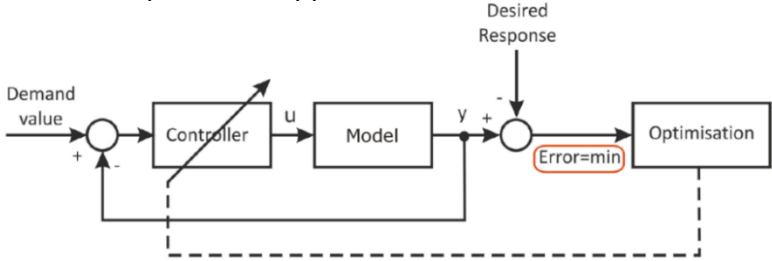 Desired
Response
Demand
value
+
-
Controller
u
Model
y
+
-
Error=min
Optimisation